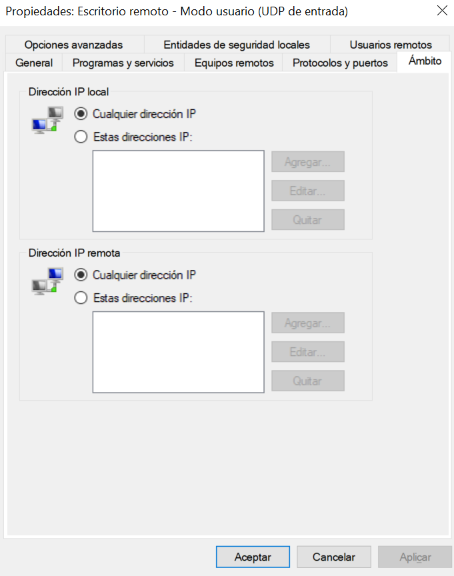 Propiedades: Escritorio remoto - Modo usuario (UDP de entrada)
Opciones avanzadas Entidades de seguridad locales Usuarios remotos
General Programas y servicios Equipos remotos Protocolos y puertos Ámbito
Dirección IP local
Cualquier dirección IP
Estas direcciones IP:
Agregar...
Editar...
Quitar
Dirección IP remota
Cualquier dirección IP
Estas direcciones IP:
Agregar...
Editar...
Quitar
Aceptar Cancelar Aplicar